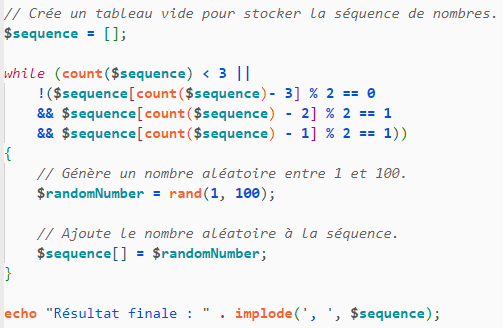 // Crée un tableau vide pour stocker la séquence de nombres.
$sequence = [];
while (count($sequence) < 3 ||
!($sequence[count($sequence)- 3] % 2 == 0
&& $sequence[count($sequence) - 2] % 2 == 1
&& $sequence[count($sequence) - 1] % 2 == 1))
{
// Génère un nombre aléatoire entre 1 et 100.
$randomNumber = rand(1, 100);
// Ajoute le nombre aléatoire à la séquence.
$sequence[] = $randomNumber;
}
echo "Résultat finale : " . implode(', ', $sequence);